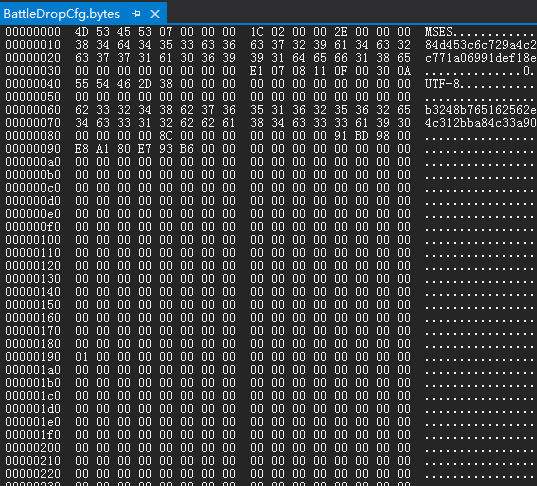 BattleDropCfg.bytes
00000000 4D 53 45 53 07 00 00 00 1C 02 00 00 2E 00 00 00 MSES............
00000010 38 34 64 34 35 33 63 36 63 37 32 39 61 34 63 32 84d453c6c729a4c2
00000020 63 37 37 31 61 30 36 39 39 31 64 65 66 31 38 65 c771a06991def18e
00000030 00 00 00 00 00 00 00 00 E1 07 08 11 0F 00 30 0A ..............0.
00000040 55 54 46 2D 38 00 00 00 00 00 00 00 00 00 00 00 UTF-8...........
00000050 00 00 00 00 00 00 00 00 00 00 00 00 00 00 00 00 ................
00000060 62 33 32 34 38 62 37 36 35 31 36 32 35 36 32 65 b3248b765162562e
00000070 34 63 33 31 32 62 62 61 38 34 63 33 33 61 39 30 4c312bba84c33a90
00000080 00 00 00 00 8C 00 00 00 00 00 00 00 91 BD 98 00 ................
00000090 E8 A1 80 E7 93 B6 00 00 00 00 00 00 00 00 00 00 ................
000000a0 00 00 00 00 00 00 00 00 00 00 00 00 00 00 00 00 ................
000000b0 00 00 00 00 00 00 00 00 00 00 00 00 00 00 00 00 ................
000000c0 00 00 00 00 00 00 00 00 00 00 00 00 00 00 00 00 ................
000000d0 00 00 00 00 00 00 00 00 00 00 00 00 00 00 00 00 ................
000000e0 00 00 00 00 00 00 00 00 00 00 00 00 00 00 00 00 ................
000000f0 00 00 00 00 00 00 00 00 00 00 00 00 00 00 00 00 ................
00000100 00 00 00 00 00 00 00 00 00 00 00 00 00 00 00 00 ................
00000110 00 00 00 00 00 00 00 00 00 00 00 00 00 00 00 00 ................
00000120 00 00 00 00 00 00 00 00 00 00 00 00 00 00 00 00 ................
00000130 00 00 00 00 00 00 00 00 00 00 00 00 00 00 00 00 ................
00000140 00 00 00 00 00 00 00 00 00 00 00 00 00 00 00 00 ................
00000150 00 00 00 00 00 00 00 00 00 00 00 00 00 00 00 00 ................
00000160 00 00 00 00 00 00 00 00 00 00 00 00 00 00 00 00 ................
00000170 00 00 00 00 00 00 00 00 00 00 00 00 00 00 00 00 ................
00000180 00 00 00 00 00 00 00 00 00 00 00 00 00 00 00 00 ................
00000190 01 00 00 00 00 00 00 00 00 00 00 00 00 00 00 00 ................
000001a0 00 00 00 00 00 00 00 00 00 00 00 00 00 00 00 00 ................
000001b0 00 00 00 00 00 00 00 00 00 00 00 00 00 00 00 00 ................
000001c0 00 00 00 00 00 00 00 00 00 00 00 00 00 00 00 00 ................
000001d0 00 00 00 00 00 00 00 00 00 00 00 00 00 00 00 00 ................
000001e0 00 00 00 00 00 00 00 00 00 00 00 00 00 00 00 00 ................
000001f0 00 00 00 00 00 00 00 00 00 00 00 00 00 00 00 00 ................
00000200 00 00 00 00 00 00 00 00 00 00 00 00 00 00 00 00 ................
00000210 00 00 00 00 00 00 00 00 00 00 00 00 00 00 00 00 ................
00000220 00 00 00 00 00 00 00 00 00 00 00 00 00 00 00 00 ................